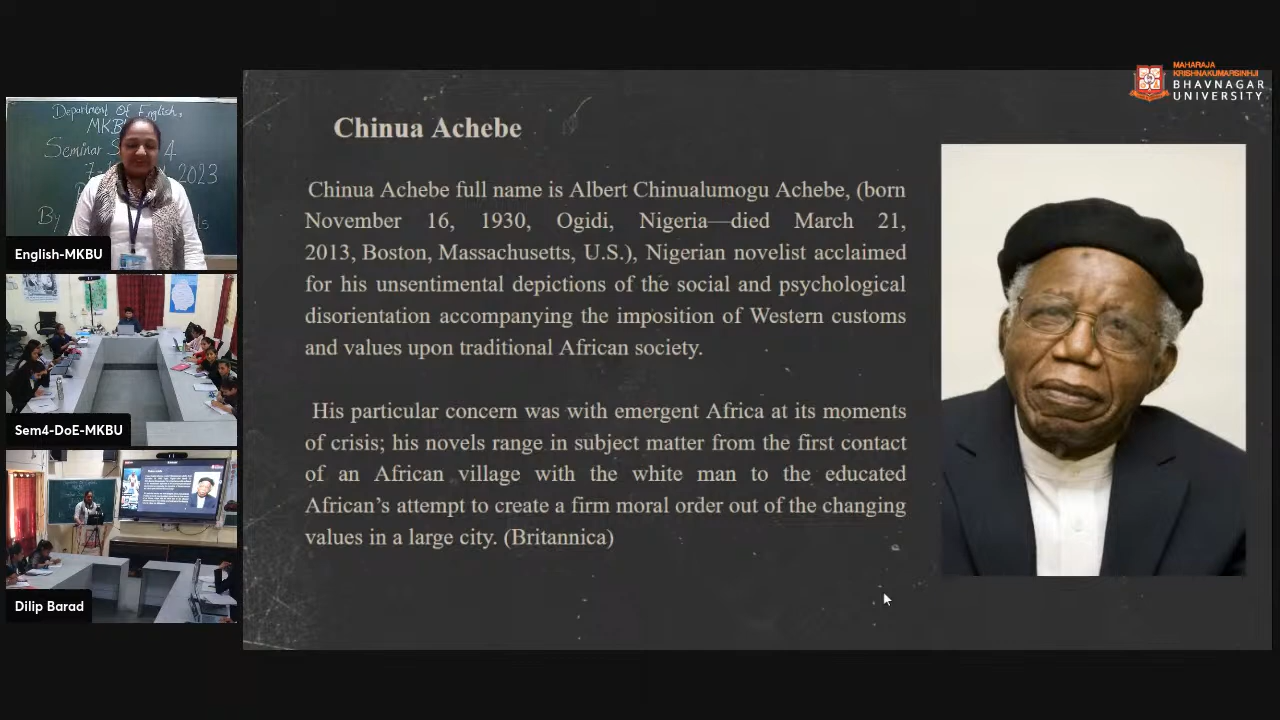 MAHARAJA
KRISHNAKUMARSINHJI
BHAVNAGAR
UNIVERSITY
Department Of English,
MKBU
Seminar S 4
2023
By
English-MKBU
Sem4-DoE-MKBU
Dilip Barad
Chinua Achebe
Chinua Achebe full name is Albert Chinualumogu Achebe, (born
November 16, 1930, Ogidi, Nigeria—died March 21,
2013, Boston, Massachusetts, U.S.), Nigerian novelist acclaimed
for his unsentimental depictions of the social and psychological
disorientation accompanying the imposition of Western customs
and values upon traditional African society.
His particular concern was with emergent Africa at its moments
of crisis; his novels range in subject matter from the first contact
of an African village with the white man to the educated
African’s attempt to create a firm moral order out of the changing
values in a large city. (Britannica)